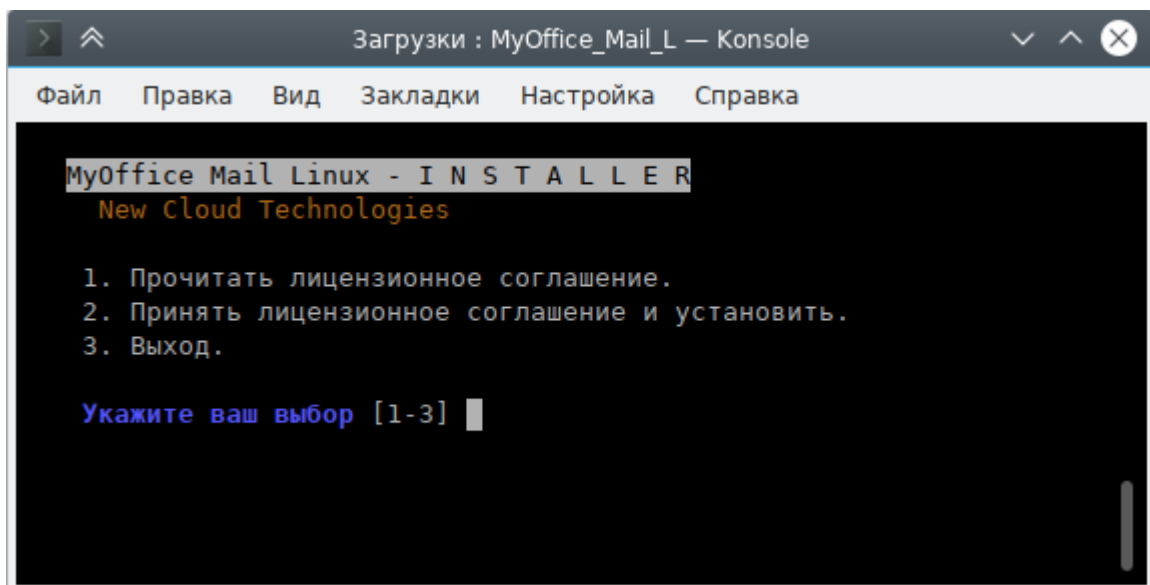 Загрузки : MyOffice_Mail_L — Konsole
Файл Правка Вид Закладки Настройка Справка
MyOffice Mail Linux - I N S T A L L E R
New Cloud Technologies
1. Прочитать лицензионное соглашение.
2. Принять лицензионное соглашение и установить.
3. Выход.
Укажите ваш выбор [1-3]